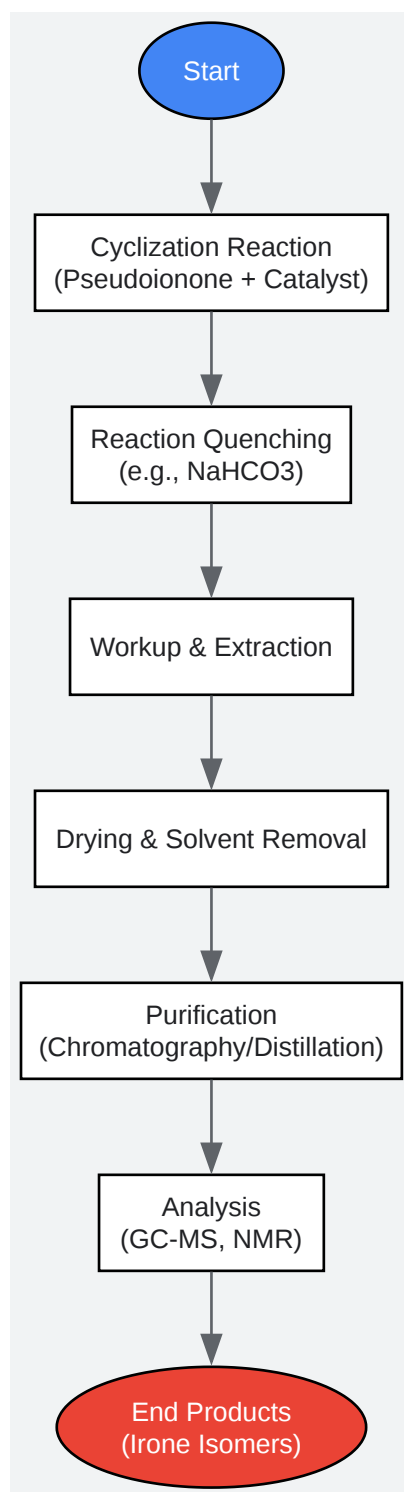 Start
Cyclization Reaction
(Pseudoionone + Catalyst)
Reaction Quenching
(e.g., NaHCO3)
Workup & Extraction
Drying & Solvent Removal
Purification
(Chromatography/Distillation)
Analysis
(GC-MS, NMR)
End Products
(Irone Isomers)